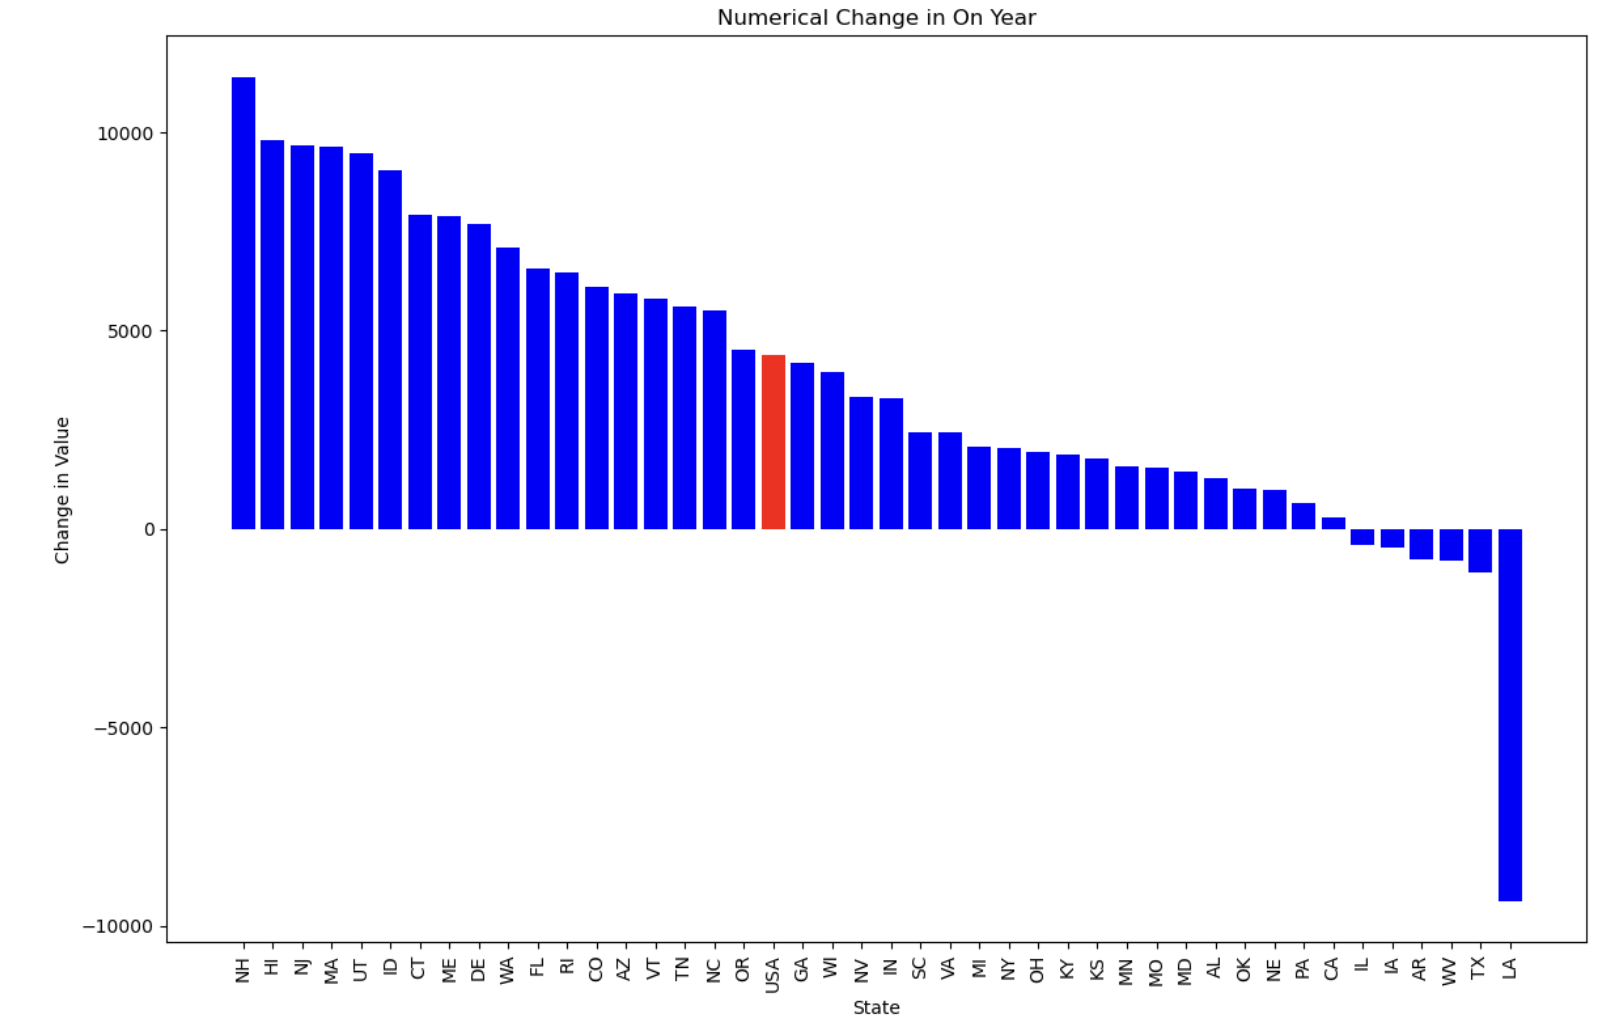 Numerical Change in On Year
Change in Value
10000
5000
0
−5000
−10000
NH HI NJ MA UT ID CT ME DE WA FL RI CO AZ VT TN NC OR USA GA WI NV IN SC VA MI NY OH KY KS MN MO MD AL OK NE PA CA IL IA AR WV TX LA
State